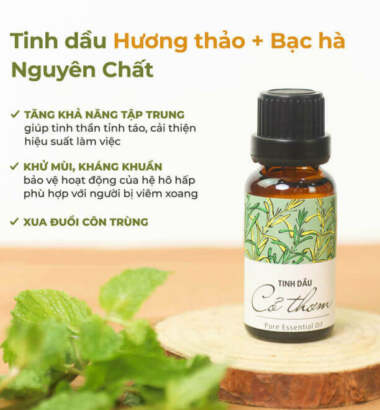 Tinh dầu Hương thảo + Bạc hà
Nguyên Chất
TĂNG KHẢ NĂNG TẬP TRUNG
giúp tinh thần tỉnh táo, cải thiện
hiệu suất làm việc
KHỬ MÙI, KHÁNG KHUẨN
bảo vệ hoạt động của hệ hô hấp
phù hợp với người bị viêm xoang
XUA ĐUỔI CÔN TRÙNG
TINH DẦU
Cỏ thơm
Pure Essential Oil